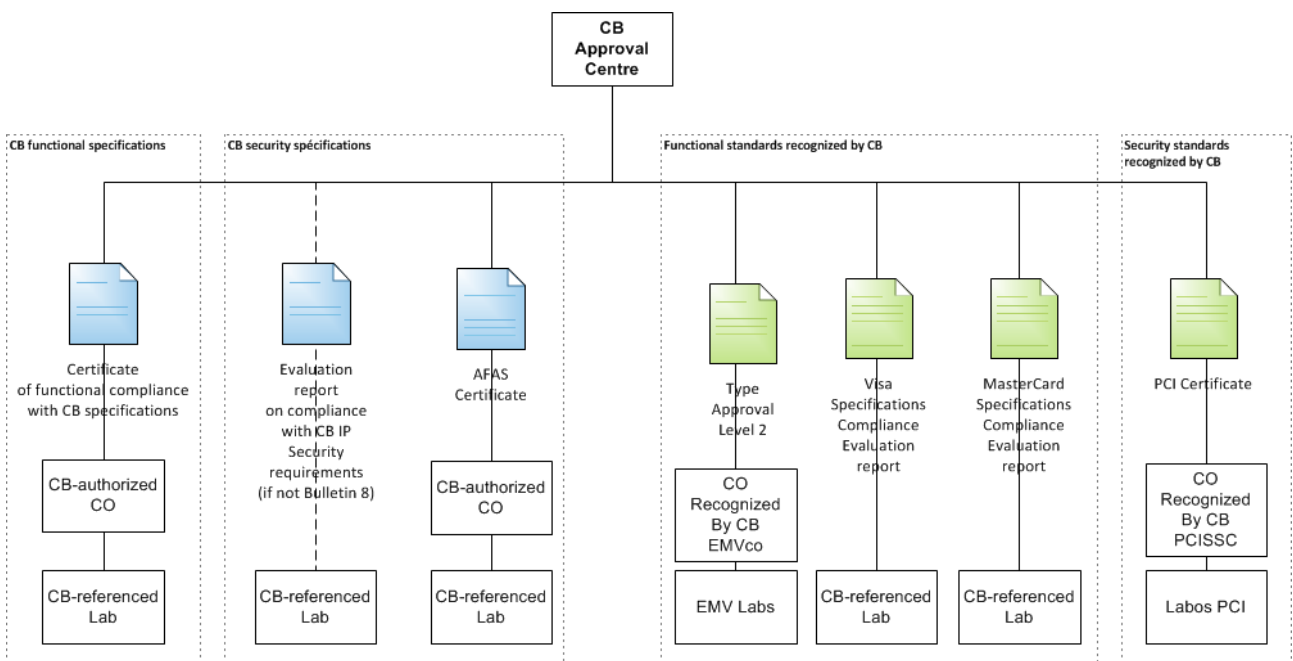 CB
Approval
Centre
CB functional specifications
CB security spécifications
Functional standards recognized by CB
Security standards
recognized by CB
Certificate
of functional compliance
with CB specifications
Evaluation
report
on compliance
with CB IP
Security
requirements
(if not Bulletin 8)
AFAS
Certificate
Type
Approval
Level 2
Visa
Specifications
Compliance
Evaluation
report
MasterCard
Specifications
Compliance
Evaluation
report
PCI Certificate
CB-authorized
CO
CB-authorized
CO
CO
Recognized
By CB
EMVco
CO
Recognized
By CB
PCISSC
CB-referenced
Lab
CB-referenced
Lab
CB-referenced
Lab
EMV Labs
CB-referenced
Lab
CB-referenced
Lab
Labos PCI